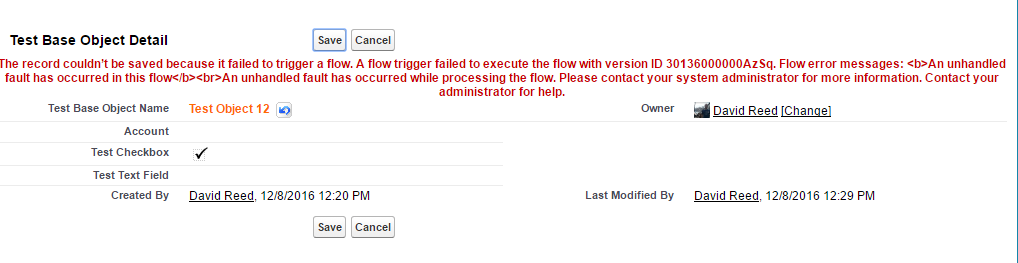 Test Base Object Detail Save Cancel
The record couldn't be saved because it failed to trigger a flow. A flow trigger failed to execute the flow with version ID 30136000000AzSq. Flow error messages: <b>An unhandled
fault has occurred in this flow</b><br>An unhandled fault has occurred while processing the flow. Please contact your system administrator for more information. Contact your
administrator for help.
Test Base Object Name Test Object 12 Owner David Reed [Change]
Account
Test Checkbox
Test Text Field
Created By David Reed, 12/8/2016 12:20 PM Last Modified By David Reed, 12/8/2016 12:29 PM
Save Cancel